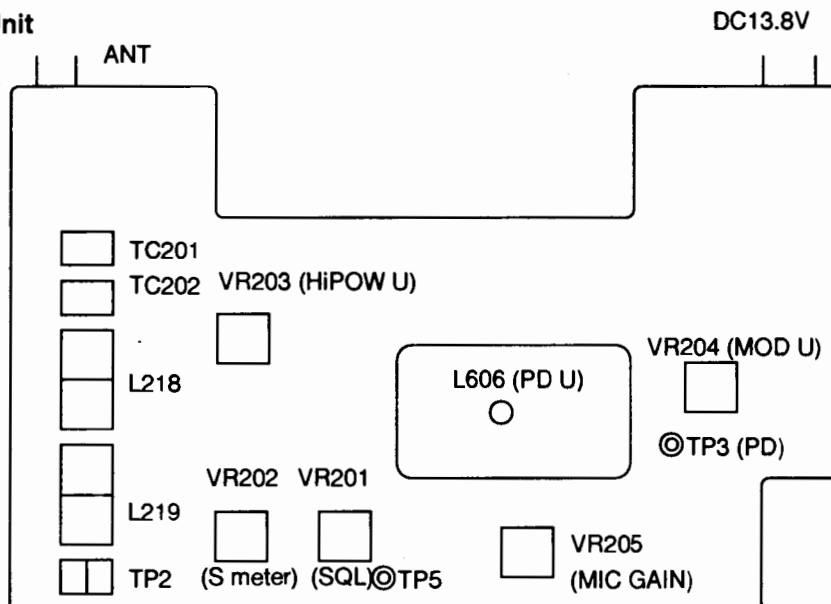 DC13.8V
ANT
TC201
TC202
VR203 (HiPOW U)
VR204 (MOD U)
L606 (PD U)
L218
TP3 (PD)
VR202
VR201
L219
VR205
TP2
(S meter)
(SQL)
TP5
(MIC GAIN)